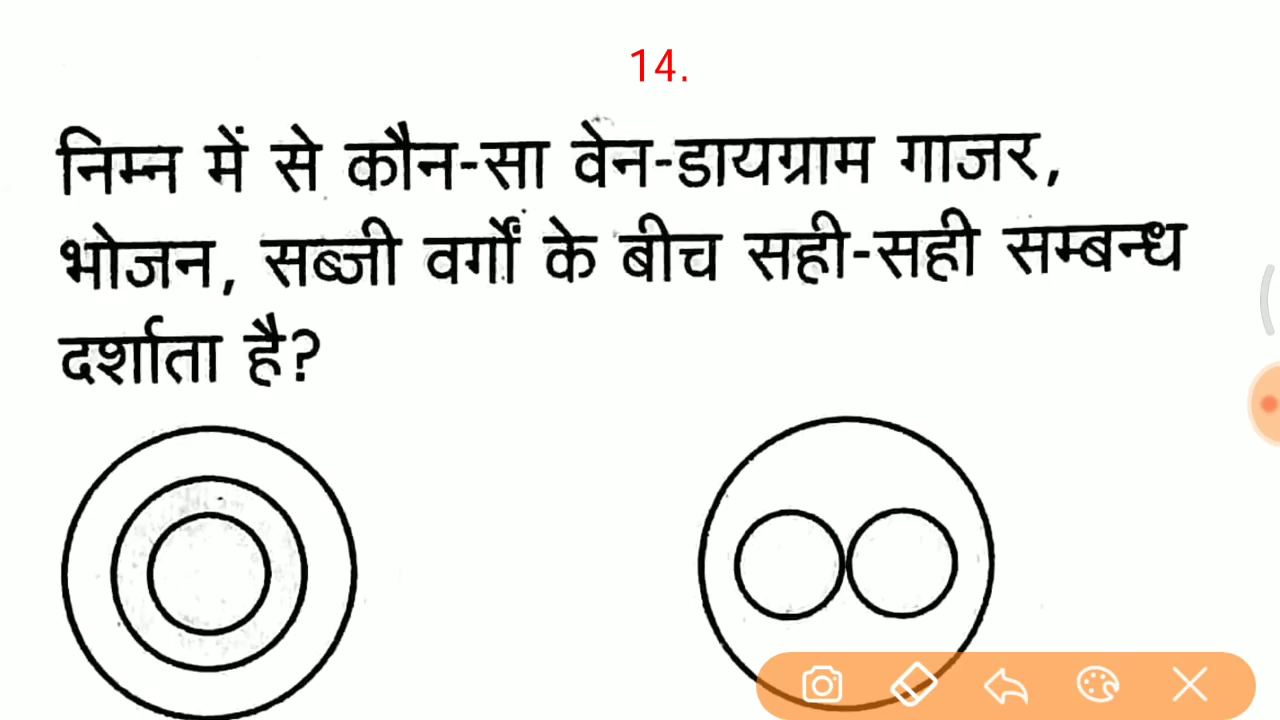 14.
निम्न में से कौन-सा वेन-डायग्राम गाजर,
भोजन, सब्जी वर्गों के बीच सही-सही सम्बन्ध
दर्शाता है?